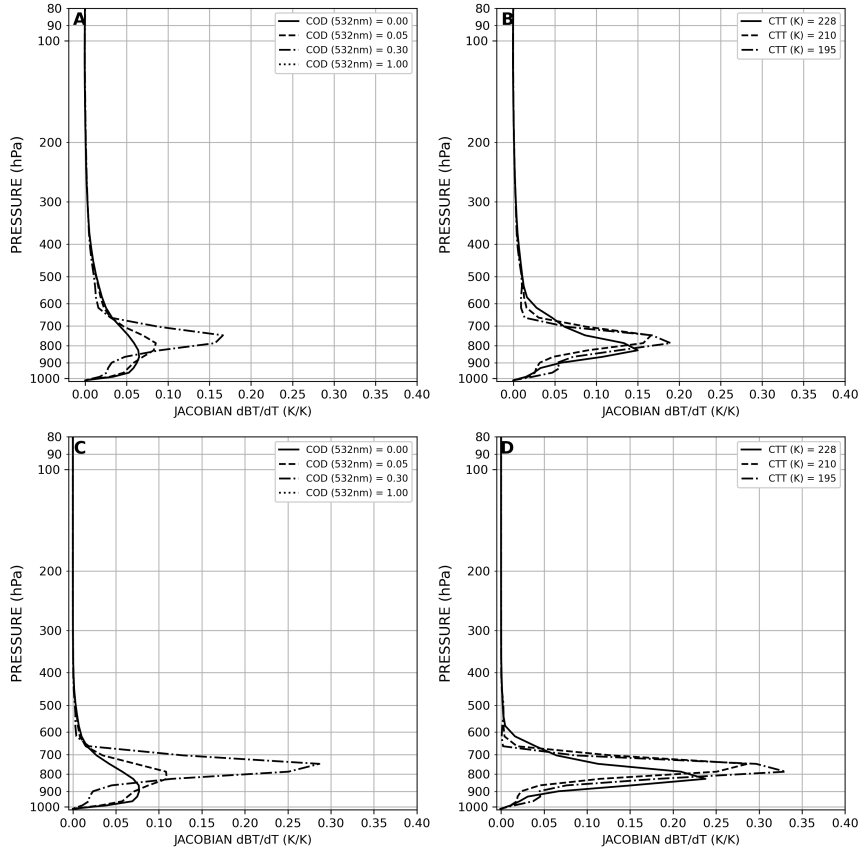 A
COD (532nm) = 0.00
COD (532nm) = 0.05
COD (532nm) = 0.30
COD (532nm) = 1.00
80
90
100
200
300
400
500
600
700
800
900
1000
PRESSURE (hPa)
0.00 0.05 0.10 0.15 0.20 0.25 0.30 0.35 0.40
JACOBIAN dBT/dT (K/K)
B
CTT (K) = 228
CTT (K) = 210
CTT (K) = 195
80
90
100
200
300
400
500
600
700
800
900
1000
PRESSURE (hPa)
0.00 0.05 0.10 0.15 0.20 0.25 0.30 0.35 0.40
JACOBIAN dBT/dT (K/K)
C
COD (532nm) = 0.00
COD (532nm) = 0.05
COD (532nm) = 0.30
COD (532nm) = 1.00
80
90
100
200
300
400
500
600
700
800
900
1000
PRESSURE (hPa)
0.00 0.05 0.10 0.15 0.20 0.25 0.30 0.35 0.40
JACOBIAN dBT/dT (K/K)
D
CTT (K) = 228
CTT (K) = 210
CTT (K) = 195
80
90
100
200
300
400
500
600
700
800
900
1000
PRESSURE (hPa)
0.00 0.05 0.10 0.15 0.20 0.25 0.30 0.35 0.40
JACOBIAN dBT/dT (K/K)